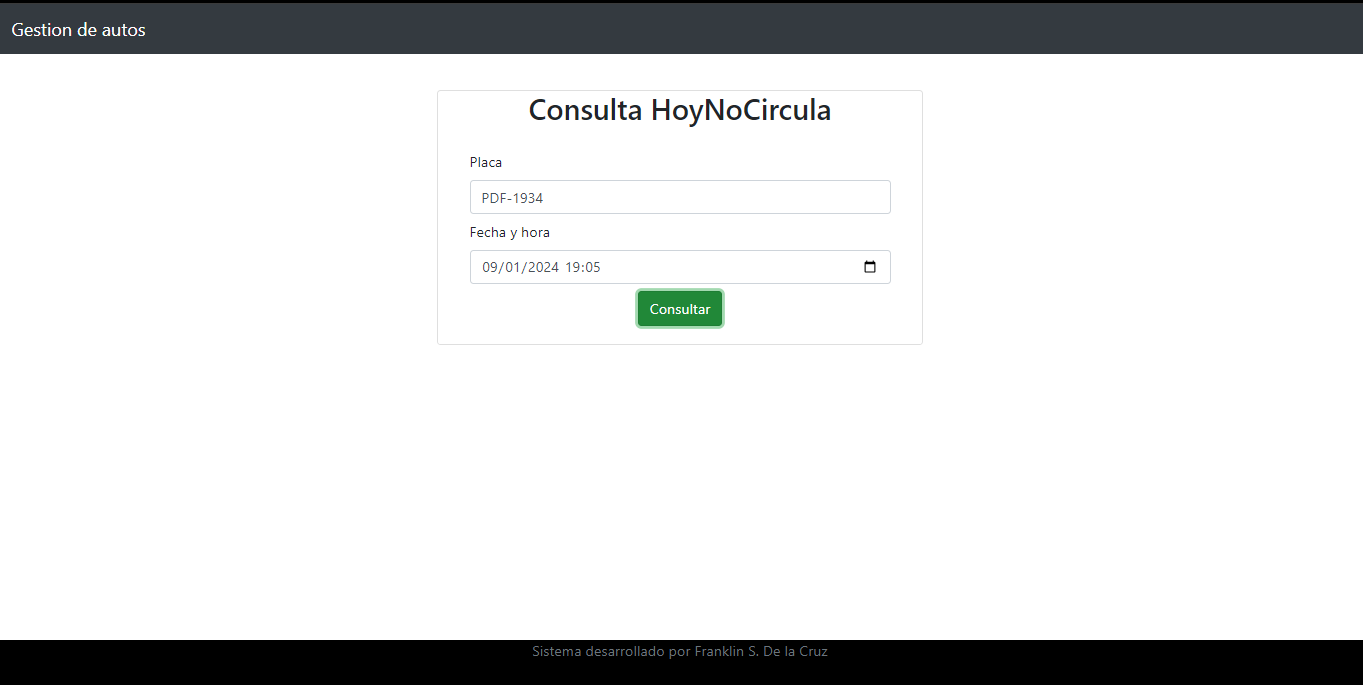 Gestion de autos
Consulta HoyNoCircula
Placa
PDF-1934
Fecha y hora
09/01/2024 19:05
Consultar
Sistema desarrollado por Franklin S. De la Cruz